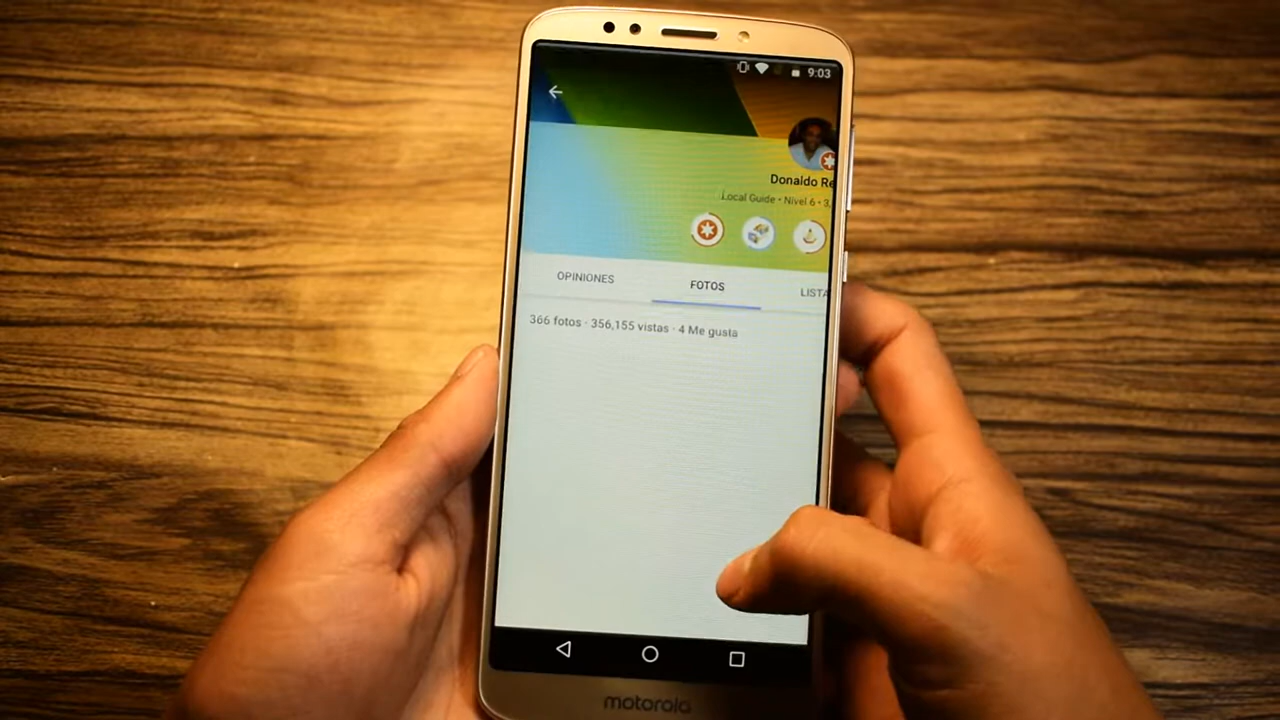 9:03
Donaldo Re
Local Guide · Nivel 6 · 3,
OPINIONES FOTOS LISTA
366 fotos · 356,155 vistas · 4 Me gusta
motorola